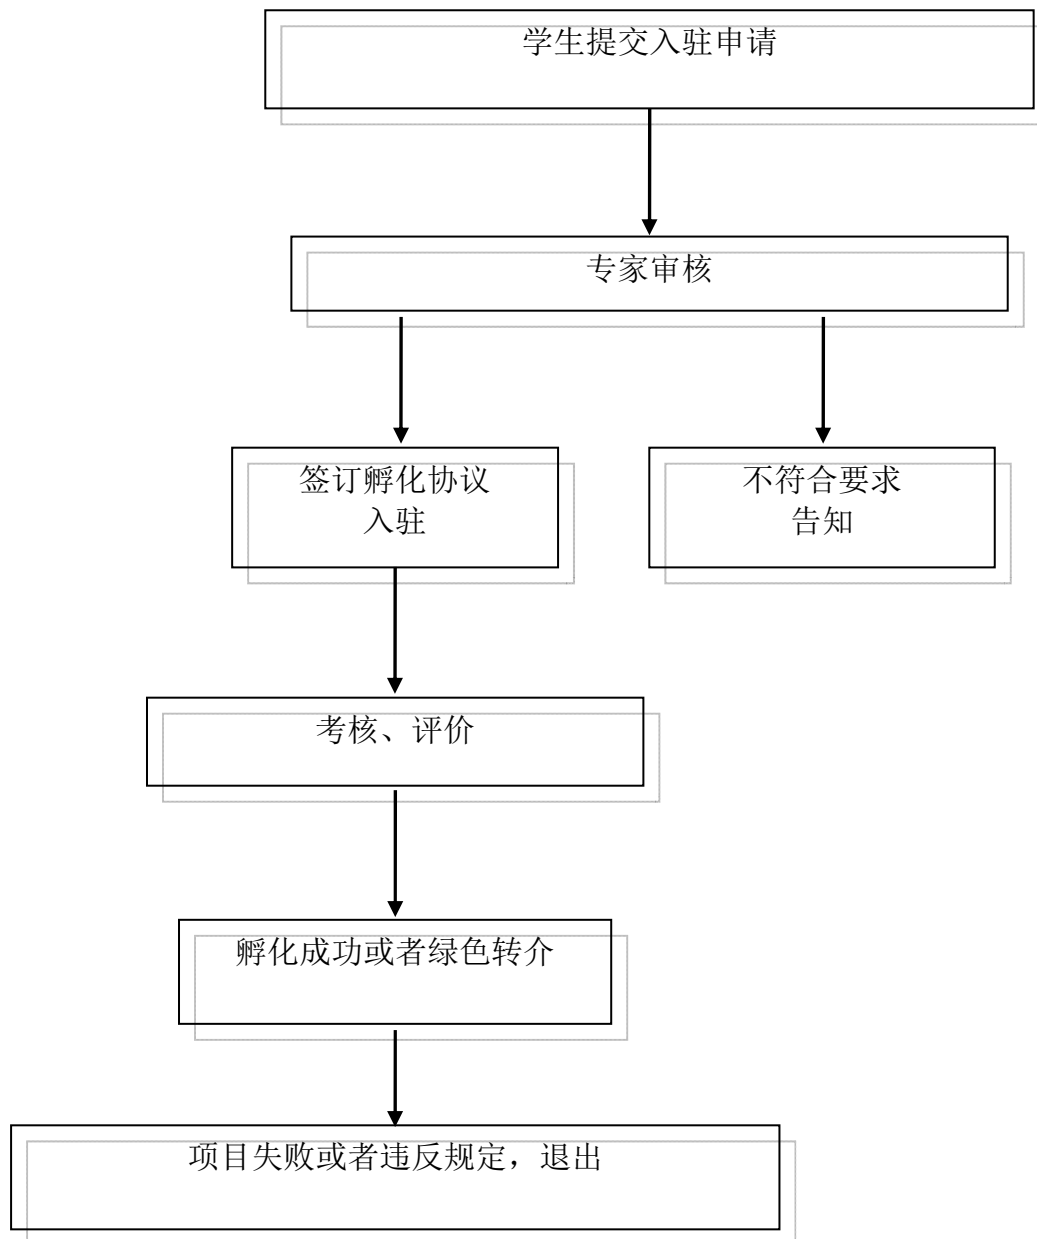 学生提交入驻申请
专家审核
签订孵化协议
入驻
不符合要求
告知
考核、评价
孵化成功或者绿色转介
项目失败或者违反规定，退出